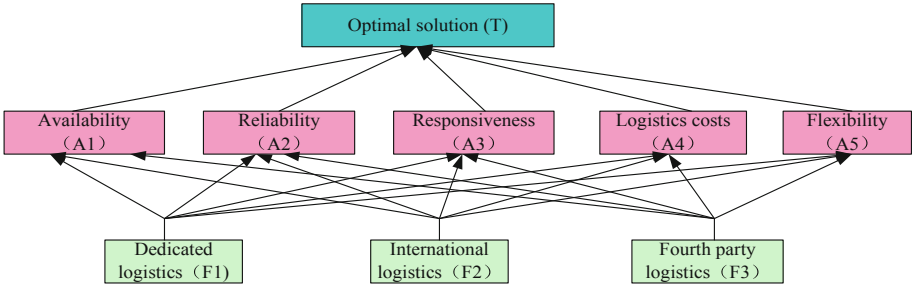 Optimal solution (T)
Availability
（A1）
Reliability
（A2）
Responsiveness
（A3）
Logistics costs
（A4）
Flexibility
（A5）
Dedicated
logistics（F1)
International
logistics（F2）
Fourth party
logistics（F3）